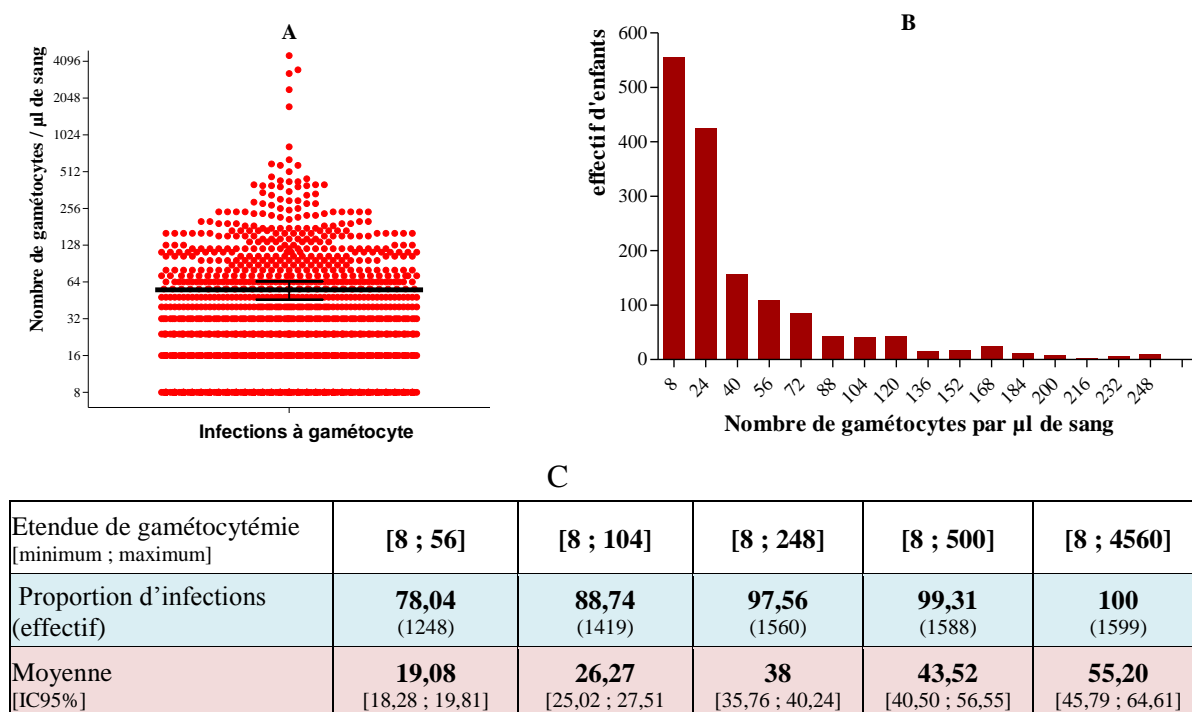 A
Nombre de gamétocytes / µl de sang
4096
2048
1024
512
256
128
64
32
16
8
Infections à gamétocyte
B
effectif d'enfants
600
500
400
300
200
100
0
8 24 40 56 72 88 104 120 136 152 168 184 200 216 232 248
Nombre de gamétocytes par µl de sang
C
Etendue de gamétocytémie [8 ; 56] [8 ; 104] [8 ; 248] [8 ; 500] [8 ; 4560]
[minimum ; maximum]
Proportion d’infections 78,04 88,74 97,56 99,31 100
(effectif) (1248) (1419) (1560) (1588) (1599)
Moyenne 19,08 26,27 38 43,52 55,20
[IC95%] [18,28 ; 19,81] [25,02 ; 27,51 [35,76 ; 40,24] [40,50 ; 56,55] [45,79 ; 64,61]